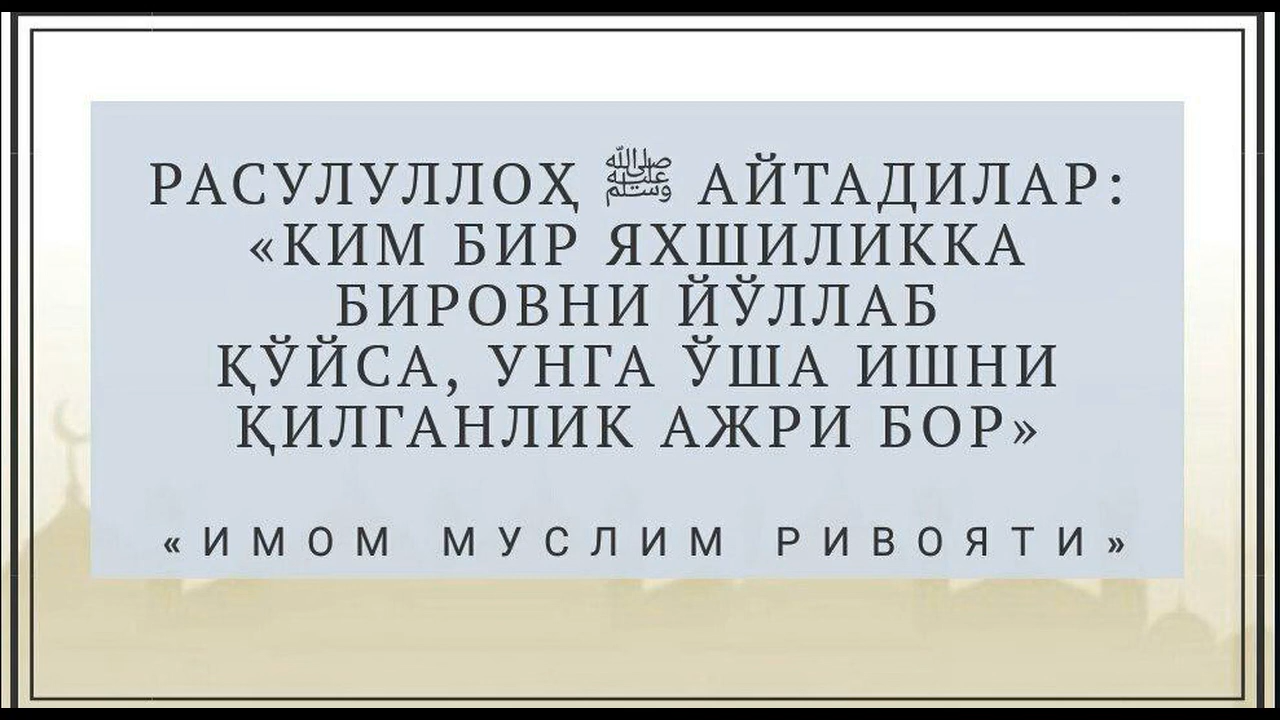 РАСУЛУЛЛОҲ ﷺ АЙТАДИЛАР:
«КИМ БИР ЯХШИЛИККА
БИРОВНИ ЙЎЛЛАБ
ҚЎЙСА, УНГА ЎША ИШНИ
ҚИЛГАНЛИК АЖРИ БОР»
«ИМОМ МУСЛИМ РИВОЯТИ»